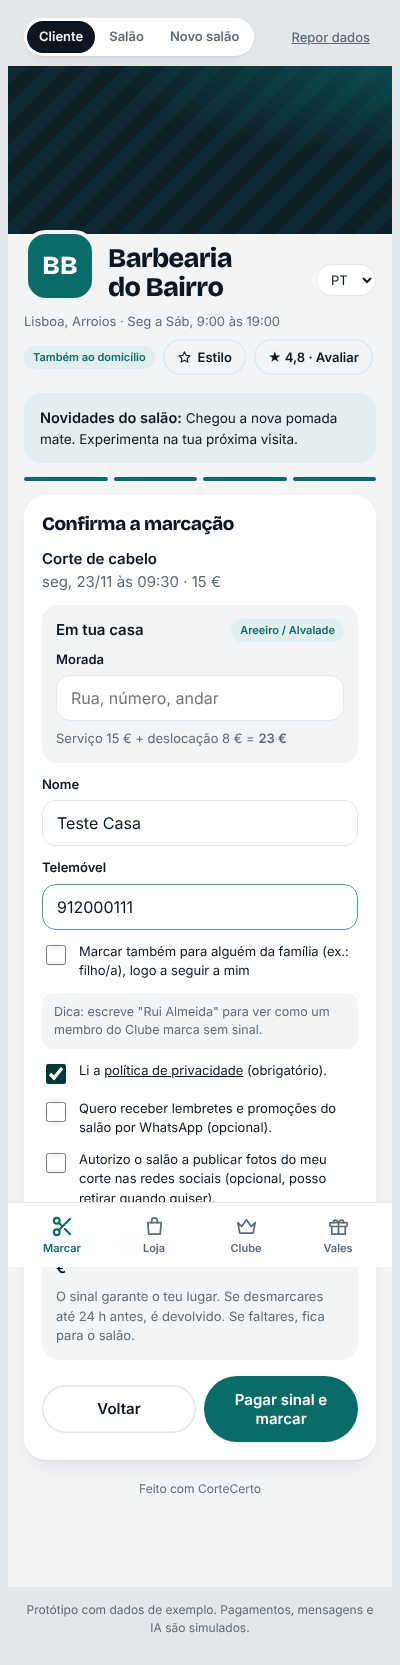 Cliente Salão Novo salão Repor dados
BB
Barbearia
do Bairro
PT
Lisboa, Arroios · Seg a Sáb, 9:00 às 19:00
Também ao domicílio Estilo ★ 4,8 · Avaliar
Novidades do salão: Chegou a nova pomada
mate. Experimenta na tua próxima visita.
Confirma a marcação
Corte de cabelo
seg, 23/11 às 09:30 · 15 €
Em tua casa Areeiro / Alvalade
Morada
Rua, número, andar
Serviço 15 € + deslocação 8 € = 23 €
Nome
Teste Casa
Telemóvel
912000111
Marcar também para alguém da família (ex.:
filho/a), logo a seguir a mim
Dica: escreve "Rui Almeida" para ver como um
membro do Clube marca sem sinal.
Li a política de privacidade (obrigatório).
Quero receber lembretes e promoções do
salão por WhatsApp (opcional).
Autorizo o salão a publicar fotos do meu
corte nas redes sociais (opcional, posso
retirar quando quiser).
Marcar Loja Clube Vales
€
O sinal garante o teu lugar. Se desmarcares
até 24 h antes, é devolvido. Se faltares, fica
para o salão.
Voltar
Pagar sinal e
marcar
Feito com CorteCerto
Protótipo com dados de exemplo. Pagamentos, mensagens e
IA são simulados.